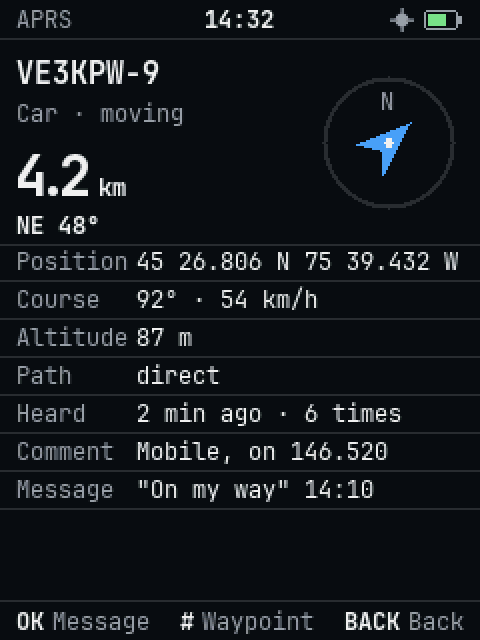 APRS 14:32
VE3KPW-9
Car · moving
N
4.2 km
NE 48°
Position 45 26.806 N 75 39.432 W
Course 92° · 54 km/h
Altitude 87 m
Path direct
Heard 2 min ago · 6 times
Comment Mobile, on 146.520
Message "On my way" 14:10
OK Message # Waypoint BACK Back